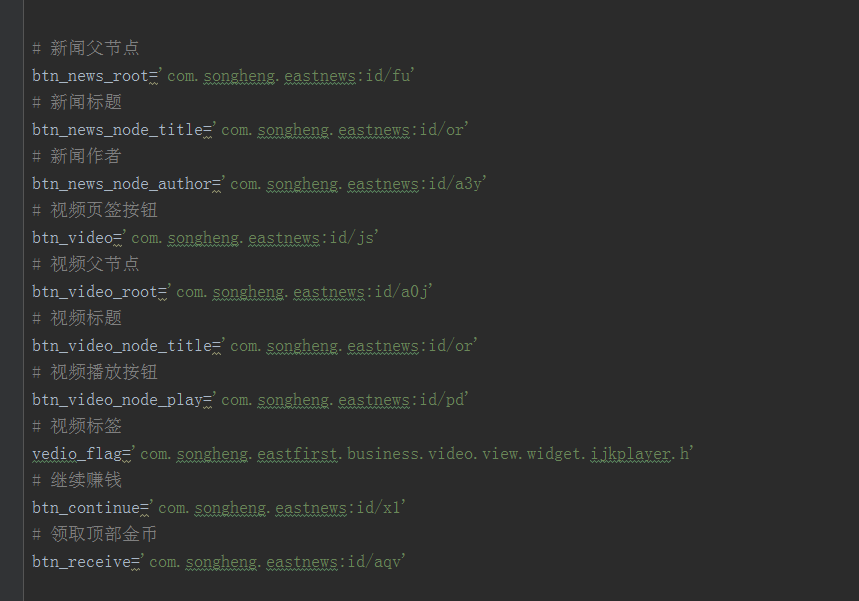 # 新闻父节点
btn_news_root='com.songheng.eastnews:id/fu'
# 新闻标题
btn_news_node_title='com.songheng.eastnews:id/or'
# 新闻作者
btn_news_node_author='com.songheng.eastnews:id/a3y'
# 视频页签按钮
btn_video='com.songheng.eastnews:id/js'
# 视频父节点
btn_video_root='com.songheng.eastnews:id/a0j'
# 视频标题
btn_video_node_title='com.songheng.eastnews:id/or'
# 视频播放按钮
btn_video_node_play='com.songheng.eastnews:id/pd'
# 视频标签
vedio_flag='com.songheng.eastfirst.business.video.view.widget.ijkplayer.h'
# 继续赚钱
btn_continue='com.songheng.eastnews:id/x1'
# 领取顶部金币
btn_receive='com.songheng.eastnews:id/aqv'